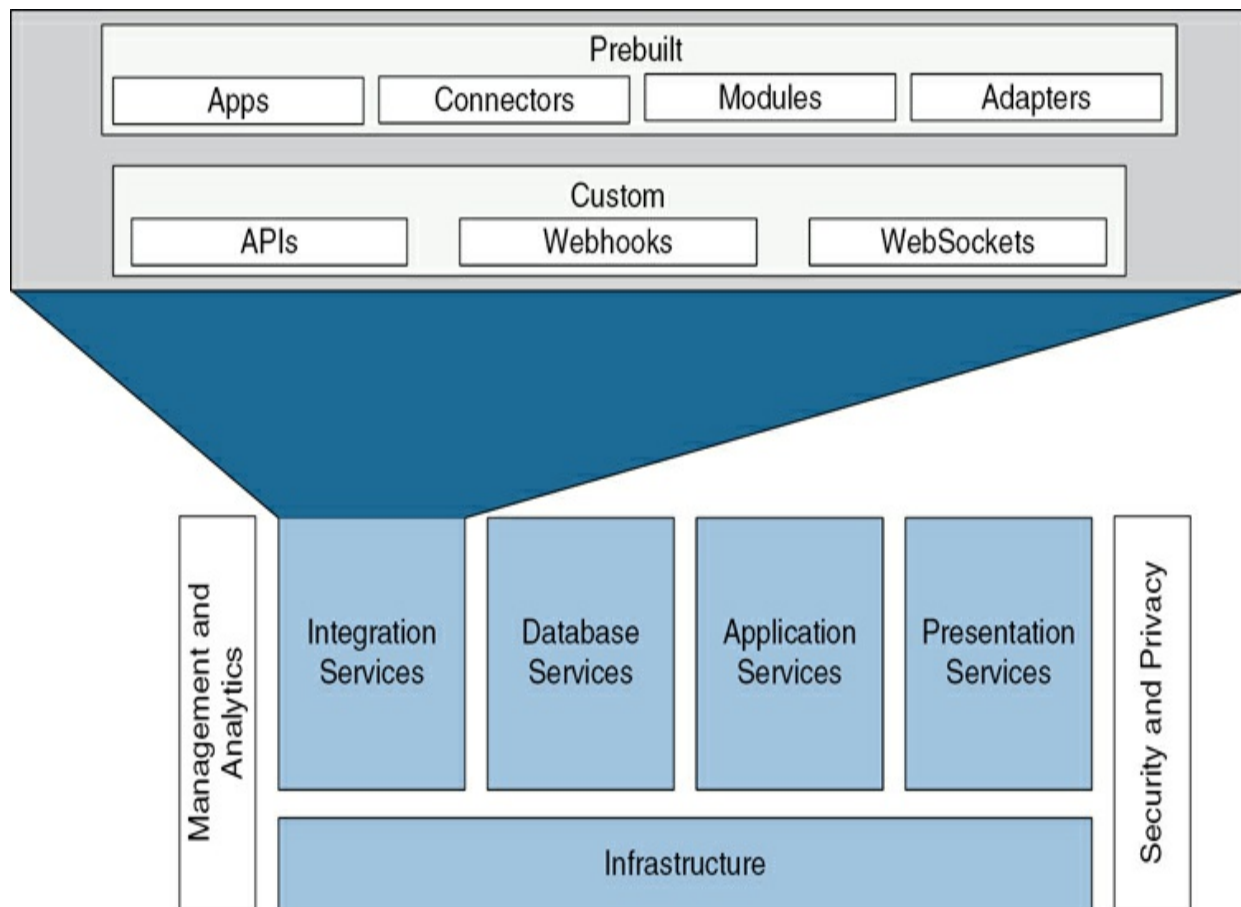 Prebuilt
Apps
Connectors
Modules
Adapters
Custom
APIs
Webhooks
WebSockets
Management and
Analytics
Integration
Services
Database
Services
Application
Services
Presentation
Services
Security and Privacy
Infrastructure